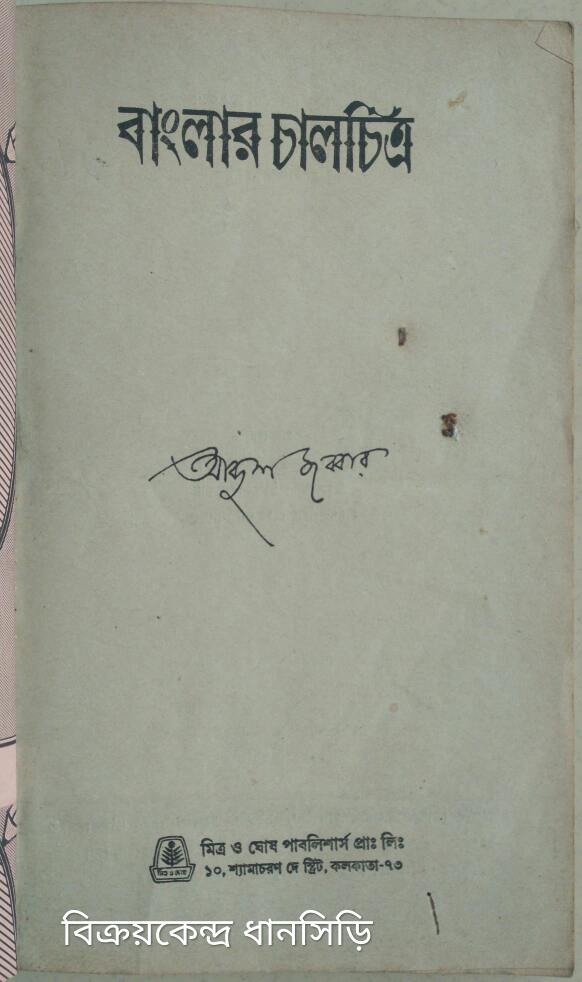 বাংলার চালচিত্র
আব্দুল জব্বার
মিত্র ও ঘোষ পাবলিশার্স প্রাঃ লিঃ
১০, শ্যামাচরণ দে স্ট্রিট, কলকাতা-৭৩
বিক্রয়কেন্দ্র ধানসিড়ি